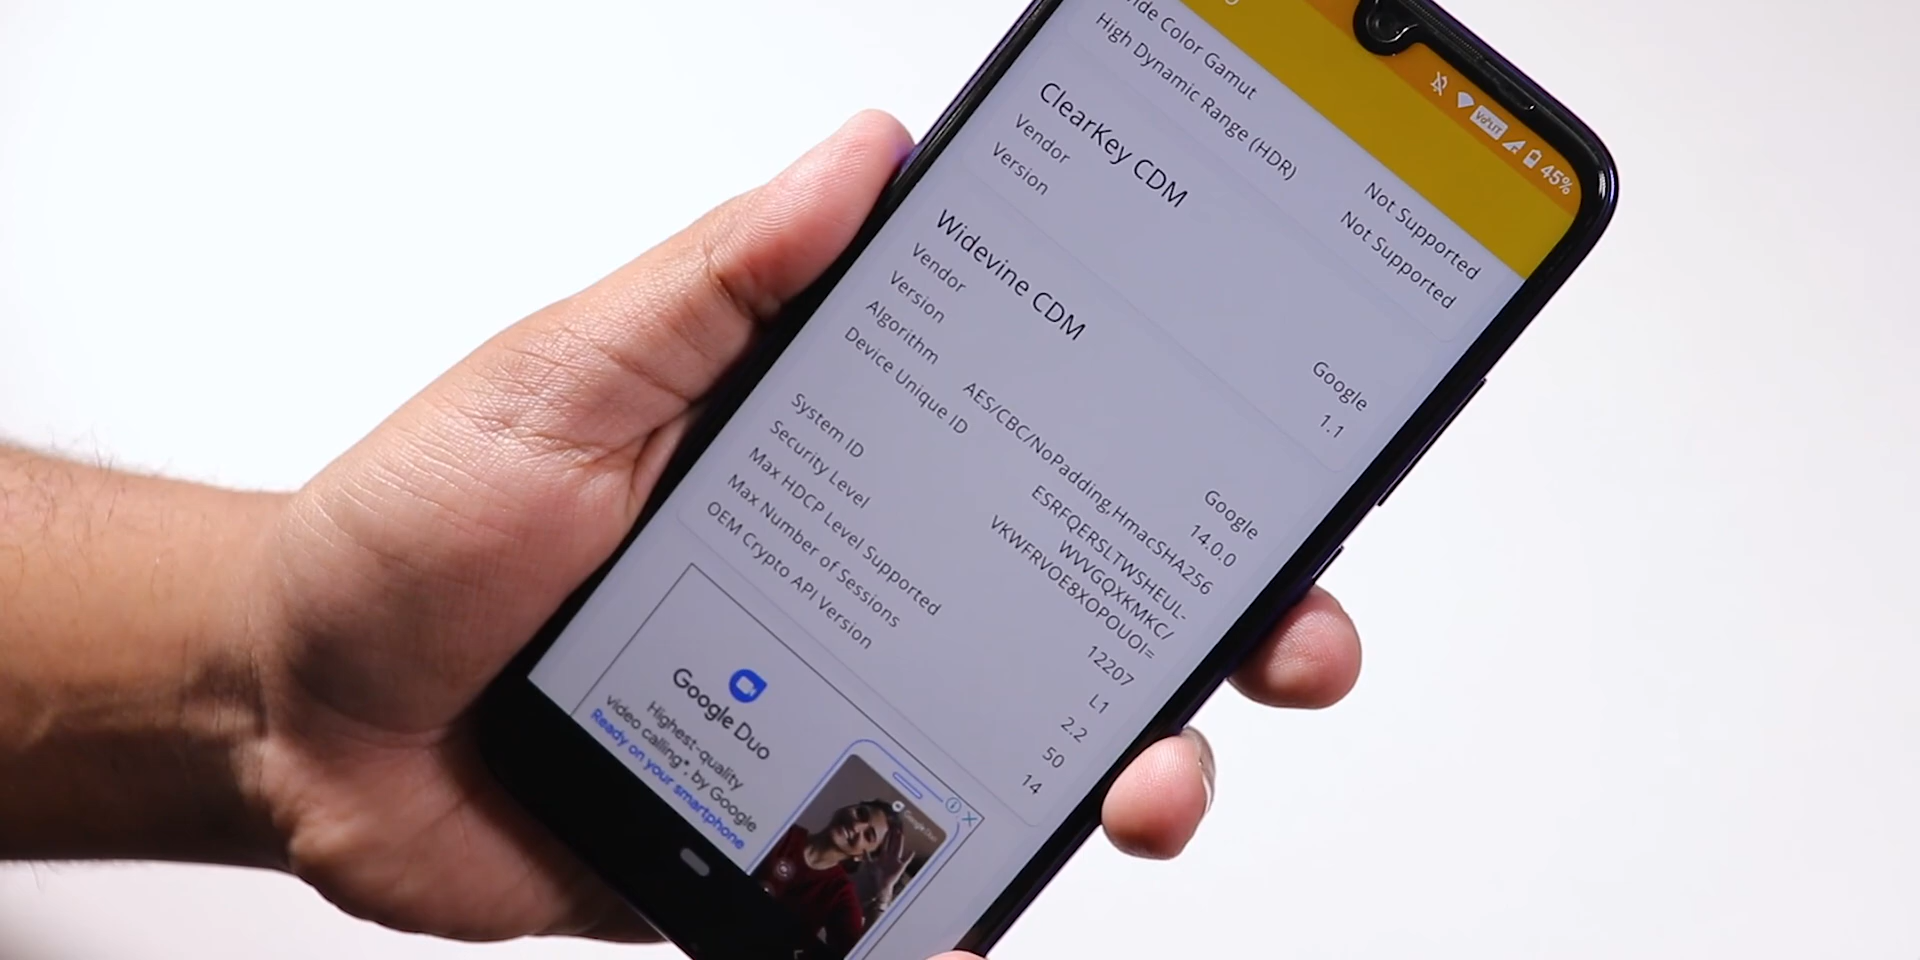 45%
Color Gamut Not Supported
High Dynamic Range (HDR) Not Supported
ClearKey CDM
Vendor Google
Version 1.1
Widevine CDM
Vendor Google
Version 14.0.0
Algorithm AES/CBC/NoPadding,HmacSHA256
Device Unique ID ESRFQERSLTWSHEUL-
WVVGQXKMKC/
VKWFRVOE8XOPOUOI=
System ID 12207
Security Level L1
Max HDCP Level Supported 2.2
Max Number of Sessions 50
OEM Crypto API Version 14
Google Duo
Highest-quality
video calling*, by Google
Ready on your smartphone